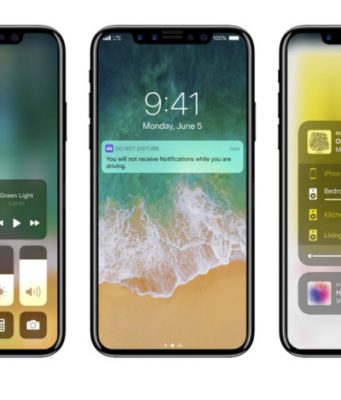 Green Light
Lorde
LTE
100%
9:41
Monday, June 5
DO NOT DISTURB
now
You will not receive Notifications while you are
driving.
iPhon
Bedro
Kitche
Living